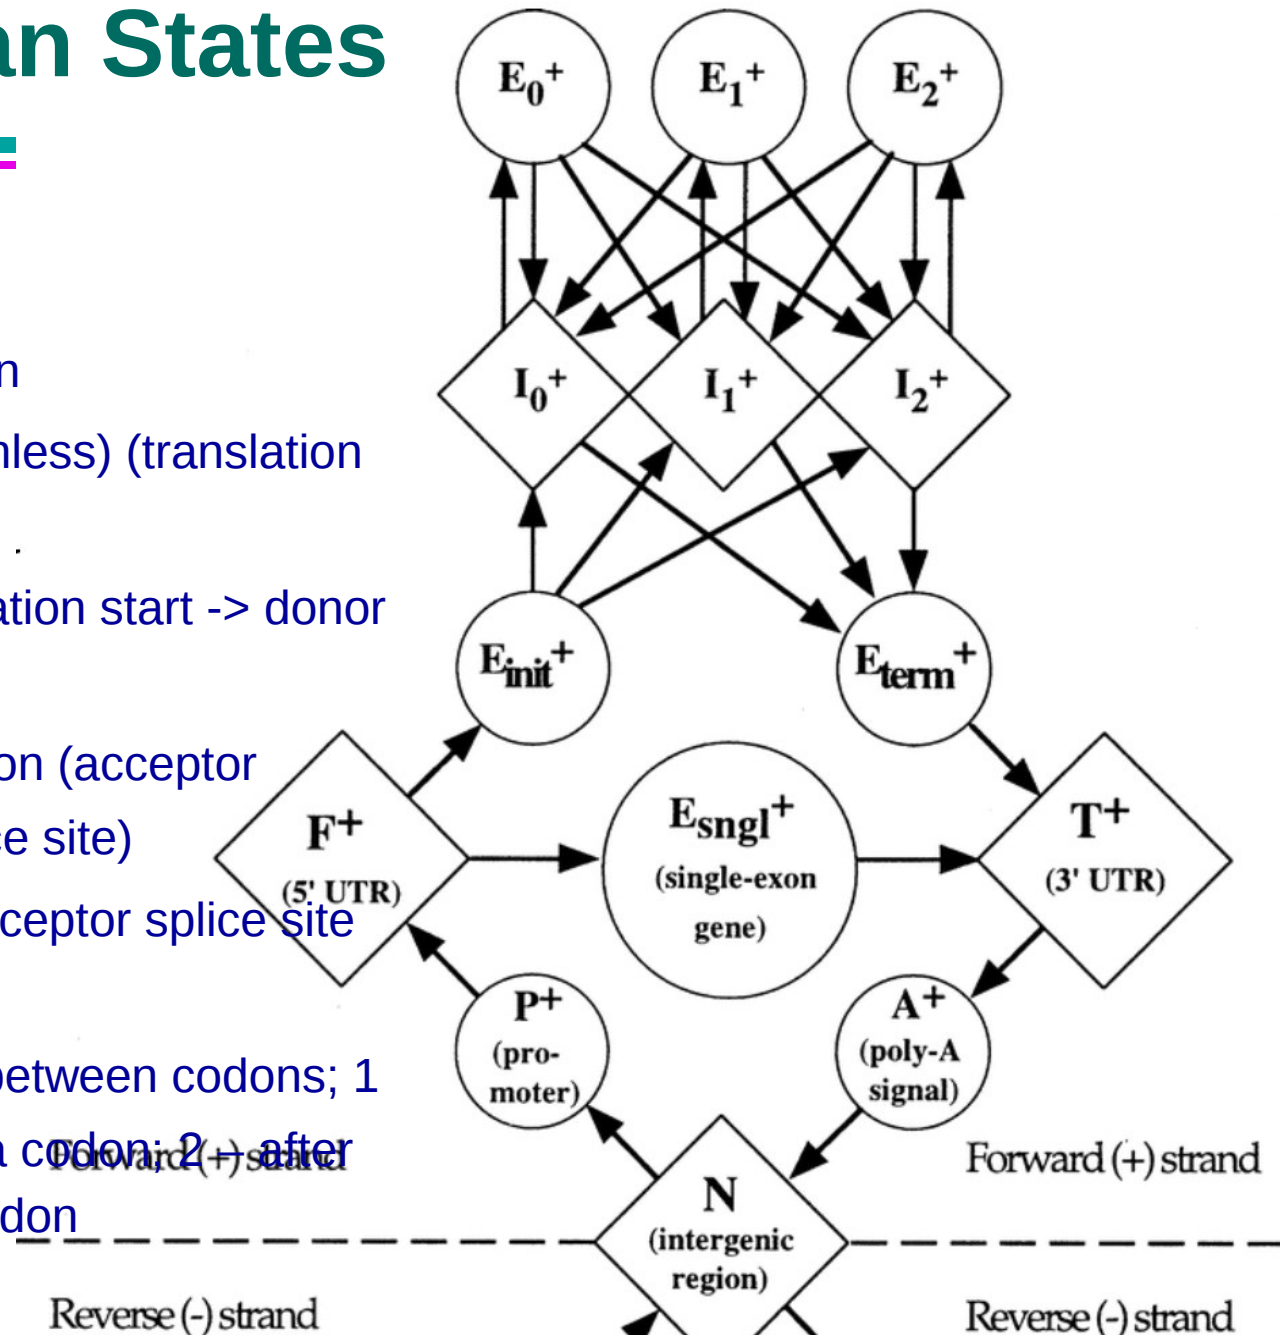 an States
E0+ E1+ E2+
n
I0+ I1+ I2+
nless) (translation
.
ation start -> donor
Einit+ Eterm+
on (acceptor
Esngl+
F+ T+
ce site)
(single-exon
(5' UTR) (3' UTR)
gene)
cceptor splice site
P+ A+
(pro- (poly-A
moter) signal)
between codons; 1
a codon; 2 – after
Forward (+) strand Forward (+) strand
N
don
(intergenic
region)
Reverse (-) strand Reverse (-) strand